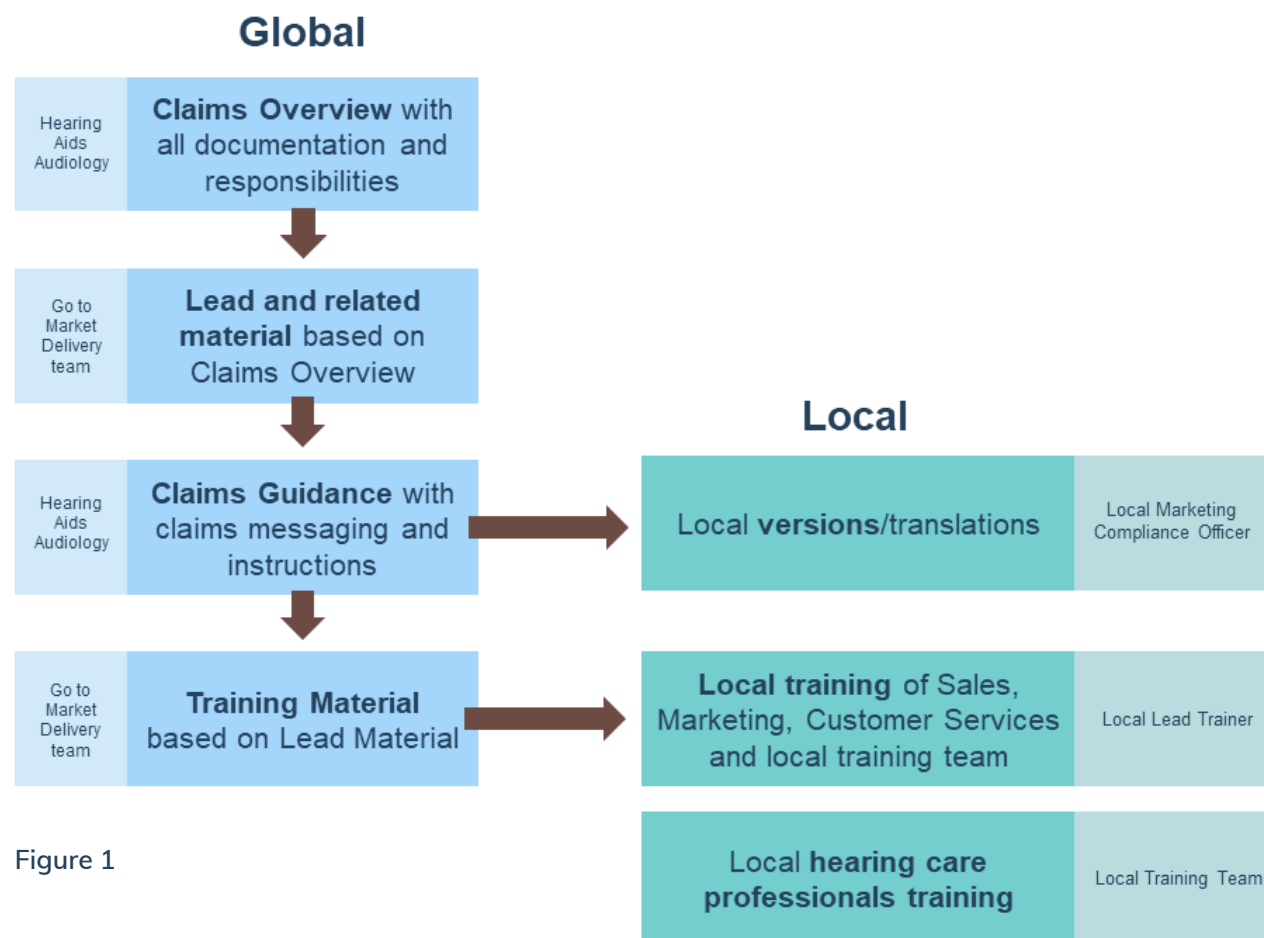 Global
Hearing
Aids
Audiology
Claims Overview with
all documentation and
responsibilities
Go to
Market
Delivery
team
Lead and related
material based on
Claims Overview
Hearing
Aids
Audiology
Claims Guidance with
claims messaging and
instructions
Go to
Market
Delivery
team
Training Material
based on Lead Material
Local
Local versions/translations
Local Marketing
Compliance Officer
Local training of Sales,
Marketing, Customer Services
and local training team
Local Lead Trainer
Local hearing care
professionals training
Local Training Team
Figure 1